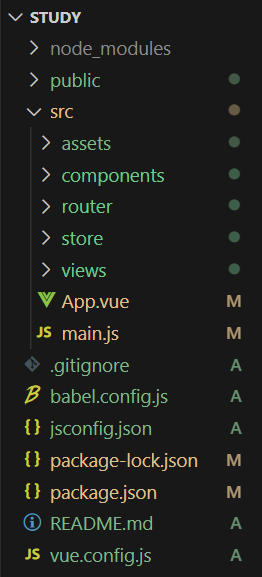 STUDY
node_modules
public
src
assets
components
router
store
views
App.vue M
JS main.js M
.gitignore A
B babel.config.js A
{} jsconfig.json A
{} package-lock.json M
{} package.json M
README.md A
JS vue.config.js A